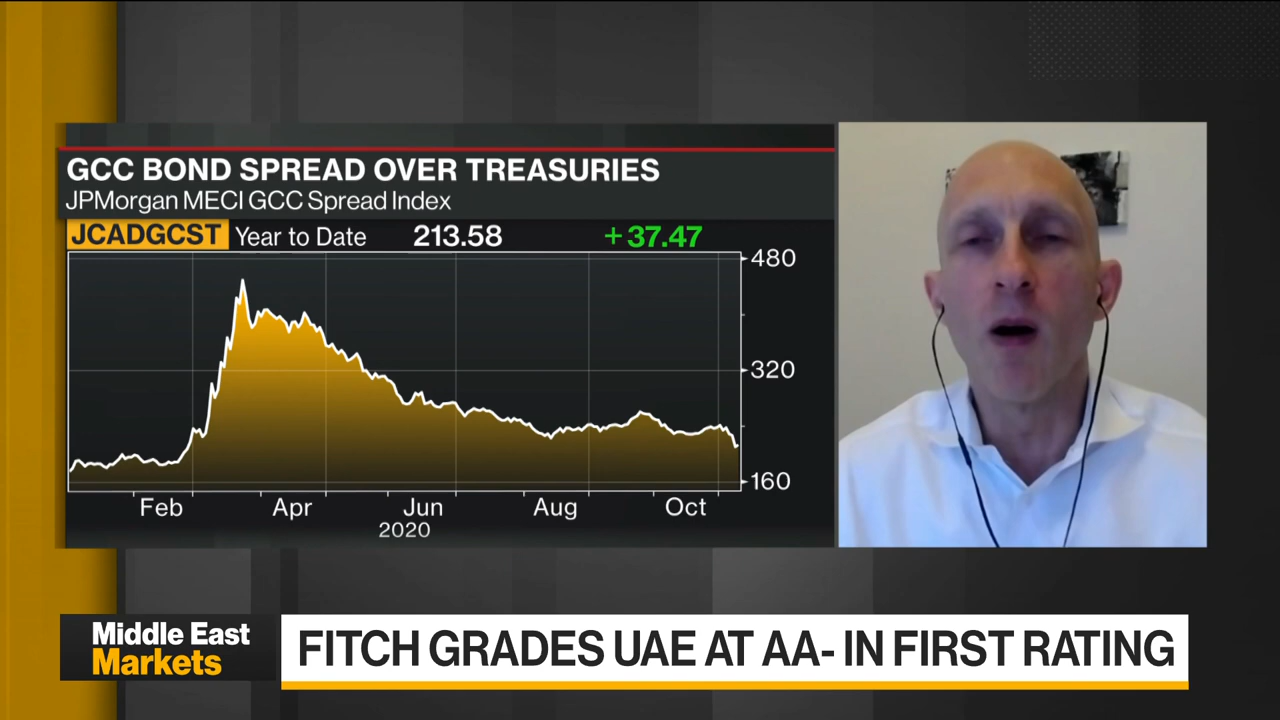 GCC BOND SPREAD OVER TREASURIES
JPMorgan MECI GCC Spread Index
JCADGCST Year to Date 213.58 +37.47
480
320
160
Feb Apr Jun Aug Oct
2020
Middle East
Markets
FITCH GRADES UAE AT AA- IN FIRST RATING